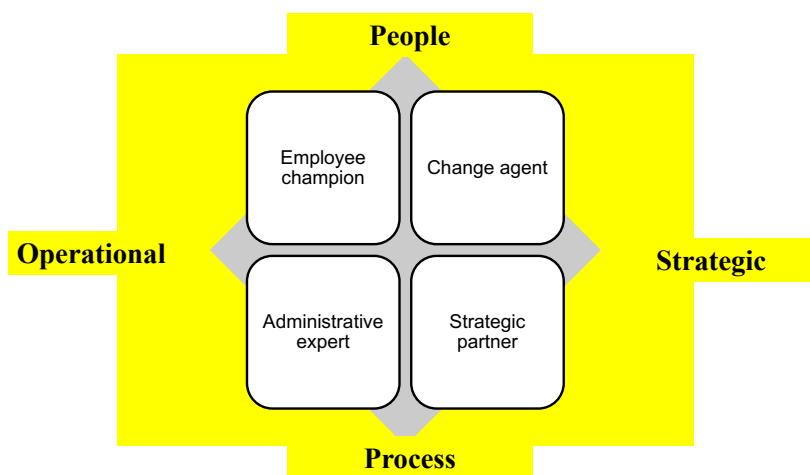 People
Employee
champion
Change agent
Operational
Strategic
Administrative
expert
Strategic
partner
Process